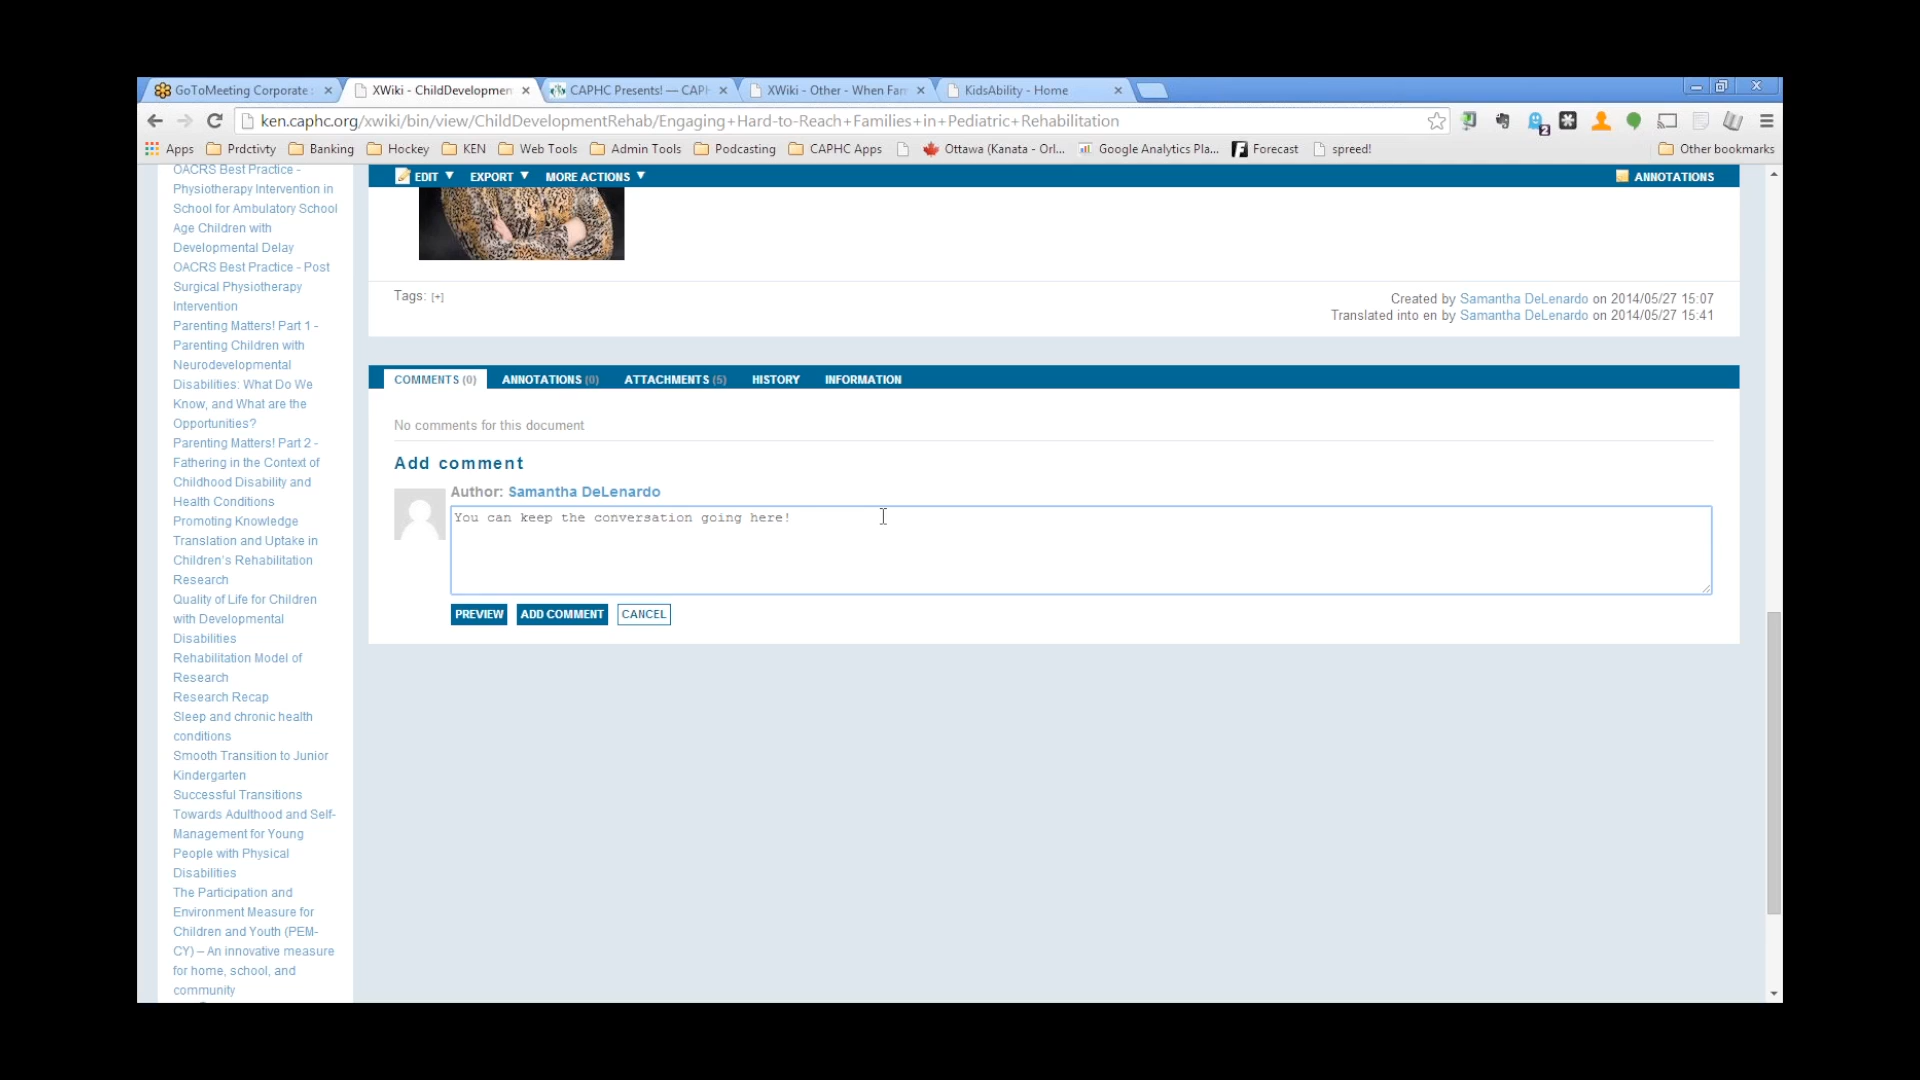 GoToMeeting Corporate
XWiki - ChildDevelopmen
CAPHC Presents! — CAPH
XWiki - Other - When Fam
KidsAbility - Home
ken.caphc.org/xwiki/bin/view/ChildDevelopmentRehab/Engaging+Hard-to-Reach+Families+in+Pediatric+Rehabilitation
2
Apps
Prdctivty
Banking
Hockey
KEN
Web Tools
Admin Tools
Podcasting
CAPHC Apps
Ottawa (Kanata - Orl...
Google Analytics Pla...
Forecast
spreed!
Other bookmarks
OACRS Best Practice -
Physiotherapy Intervention in
School for Ambulatory School
Age Children with
Developmental Delay
OACRS Best Practice - Post
Surgical Physiotherapy
Intervention
Parenting Matters! Part 1 -
Parenting Children with
Neurodevelopmental
Disabilities: What Do We
Know, and What are the
Opportunities?
Parenting Matters! Part 2 -
Fathering in the Context of
Childhood Disability and
Health Conditions
Promoting Knowledge
Translation and Uptake in
Children's Rehabilitation
Research
Quality of Life for Children
with Developmental
Disabilities
Rehabilitation Model of
Research
Research Recap
Sleep and chronic health
conditions
Smooth Transition to Junior
Kindergarten
Successful Transitions
Towards Adulthood and Self-
Management for Young
People with Physical
Disabilities
The Participation and
Environment Measure for
Children and Youth (PEM-
CY) – An innovative measure
for home, school, and
community
EDIT
EXPORT
MORE ACTIONS
ANNOTATIONS
Tags: [+]
Created by Samantha DeLenardo on 2014/05/27 15:07
Translated into en by Samantha DeLenardo on 2014/05/27 15:41
COMMENTS (0)
ANNOTATIONS (0)
ATTACHMENTS (5)
HISTORY
INFORMATION
No comments for this document
Add comment
Author: Samantha DeLenardo
You can keep the conversation going here!
PREVIEW
ADD COMMENT
CANCEL